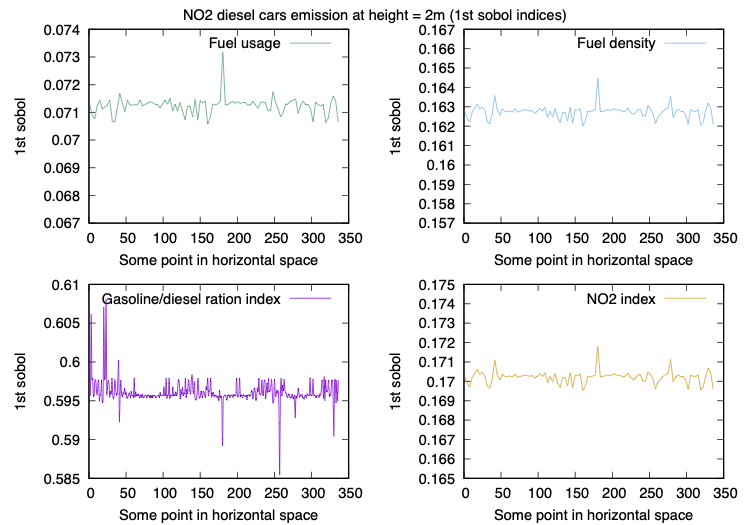 NO2 diesel cars emission at height = 2m (1st sobol indices)
0.074
0.073
0.072
0.071
0.07
0.069
0.068
0.067
1st sobol
Fuel usage
0 50 100 150 200 250 300 350
Some point in horizontal space
0.167
0.166
0.165
0.164
0.163
0.162
0.161
0.16
0.159
0.158
0.157
1st sobol
Fuel density
0 50 100 150 200 250 300 350
Some point in horizontal space
0.61
0.605
0.6
0.595
0.59
0.585
1st sobol
Gasoline/diesel ration index
0 50 100 150 200 250 300 350
Some point in horizontal space
0.175
0.174
0.173
0.172
0.171
0.17
0.169
0.168
0.167
0.166
0.165
1st sobol
NO2 index
0 50 100 150 200 250 300 350
Some point in horizontal space